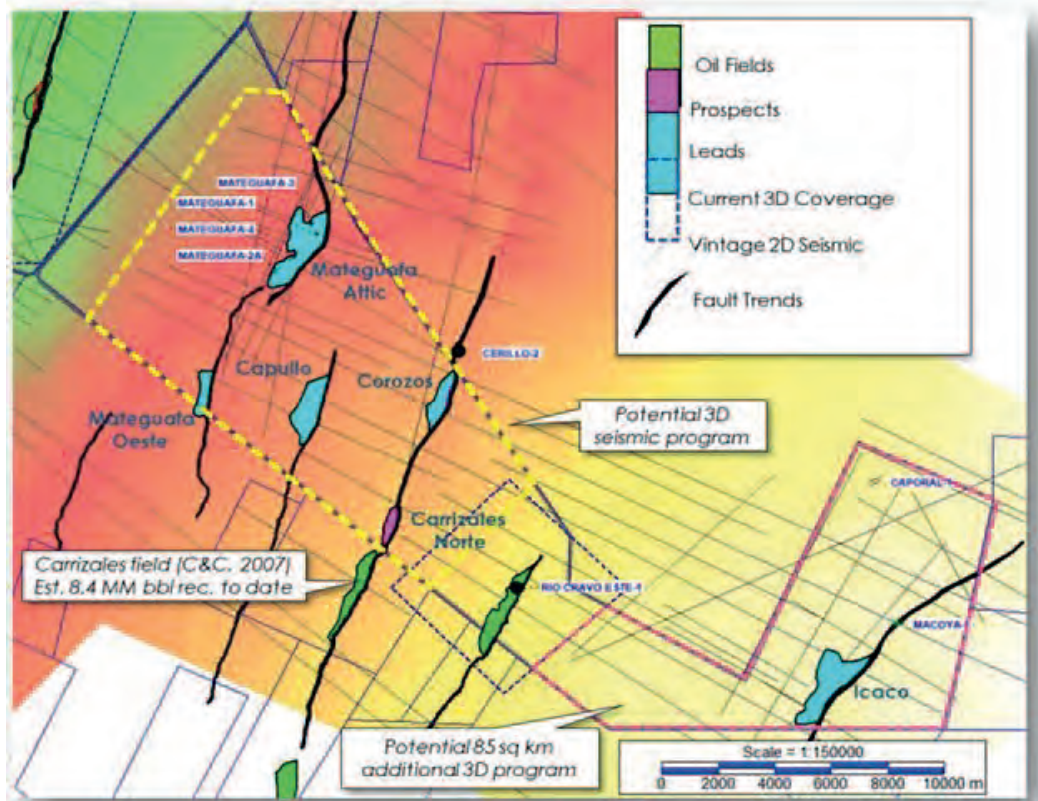 Oil Fields
Prospects
Leads
Current 3D Coverage
Vintage 2D Seismic
Fault Trends
MATEGUAFA-3
MATEGUAFA-1
MATEGUAFA-4
MATEGUAFA-2A
Mateguafa
Attic
CERILLO-2
Capullo
Corozos
Mateguafa
Oeste
Potential 3D
seismic program
CAPORAL-1
Carrizales
Norte
Carrizales field (C&C. 2007)
Est. 8.4 MM bbl rec. to date
RIO CRAVO ESTE-1
MACOYA-1
Icaco
Potential 85 sq km
additional 3D program
Scale = 1:150000
0 2000 4000 6000 8000 10000 m